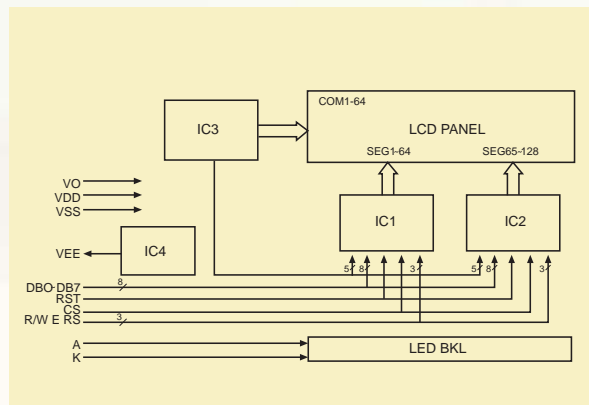 COM1-64
IC3
LCD PANEL
SEG1-64
SEG65-128
VO
VDD
VSS
IC1
IC2
VEE
IC4
5
8
3
5
8
3
DBO-DB7
8
RST
CS
R/W E RS
3
A
K
LED BKL